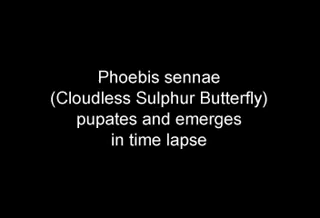 Phoebis sennae
(Cloudless Sulphur Butterfly)
pupates and emerges
in time lapse